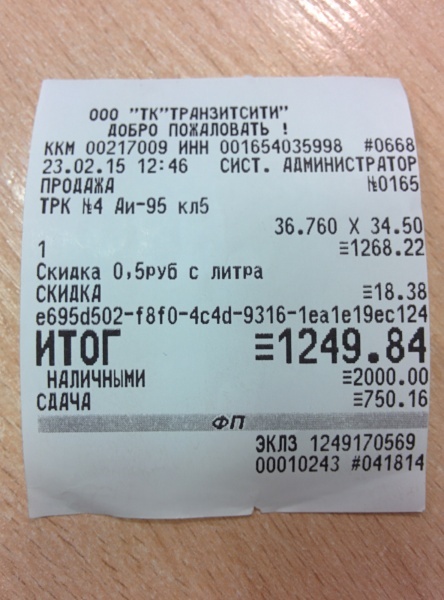 ООО "ТК"ТРАНЗИТСИТИ"
ДОБРО ПОЖАЛОВАТЬ !
ККМ 00217009 ИНН 001654035998 #0668
23.02.15 12:46 СИСТ. АДМИНИСТРАТОР
ПРОДАЖА №0165
ТРК №4 Аи-95 кл5
36.760 X 34.50
1 ≡1268.22
Скидка 0,5руб с литра
СКИДКА ≡18.38
e695d502-f8f0-4c4d-9316-1ea1e19ec124
ИТОГ ≡1249.84
НАЛИЧНЫМИ ≡2000.00
СДАЧА ≡750.16
ФП
ЭКЛЗ 1249170569
00010243 #041814